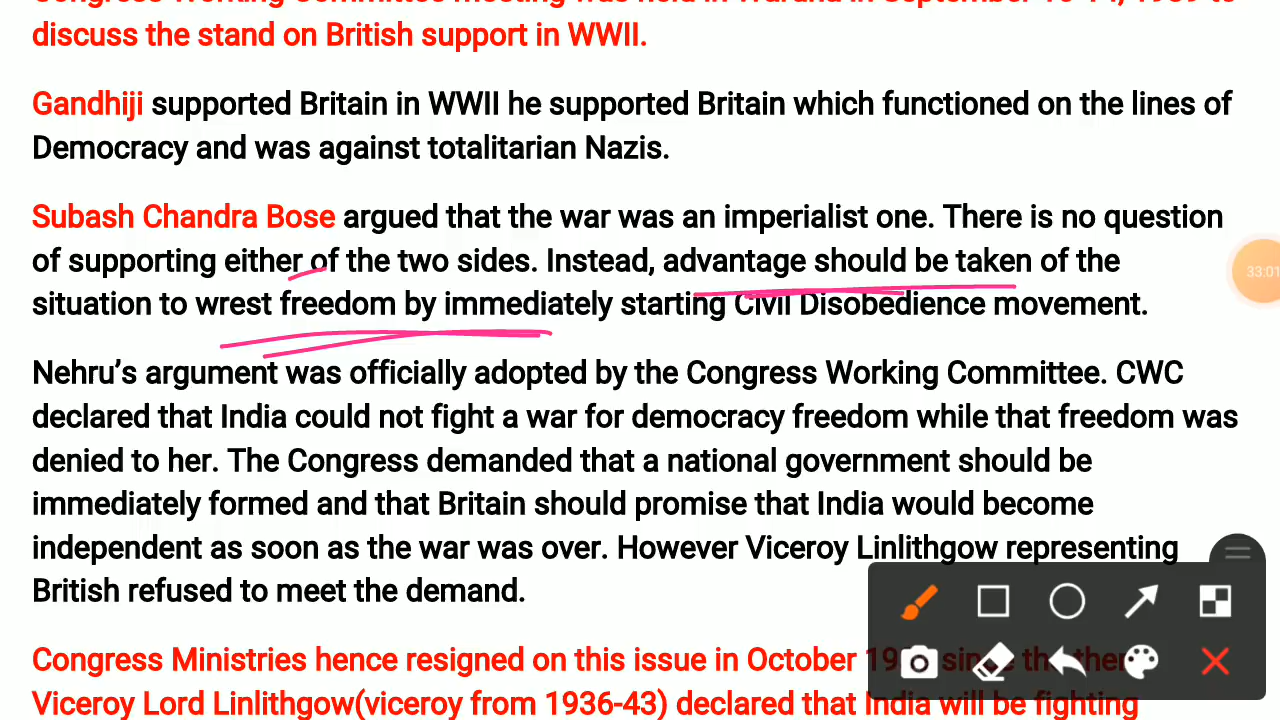 discuss the stand on British support in WWII.
Gandhiji supported Britain in WWII he supported Britain which functioned on the lines of
Democracy and was against totalitarian Nazis.
Subash Chandra Bose argued that the war was an imperialist one. There is no question
of supporting either of the two sides. Instead, advantage should be taken of the
situation to wrest freedom by immediately starting Civil Disobedience movement.
Nehru's argument was officially adopted by the Congress Working Committee. CWC
declared that India could not fight a war for democracy freedom while that freedom was
denied to her. The Congress demanded that a national government should be
immediately formed and that Britain should promise that India would become
independent as soon as the war was over. However Viceroy Linlithgow representing
British refused to meet the demand.
Congress Ministries hence resigned on this issue in October
Viceroy Lord Linlithgow(viceroy from 1936-43) declared that India will be fighting
33:01